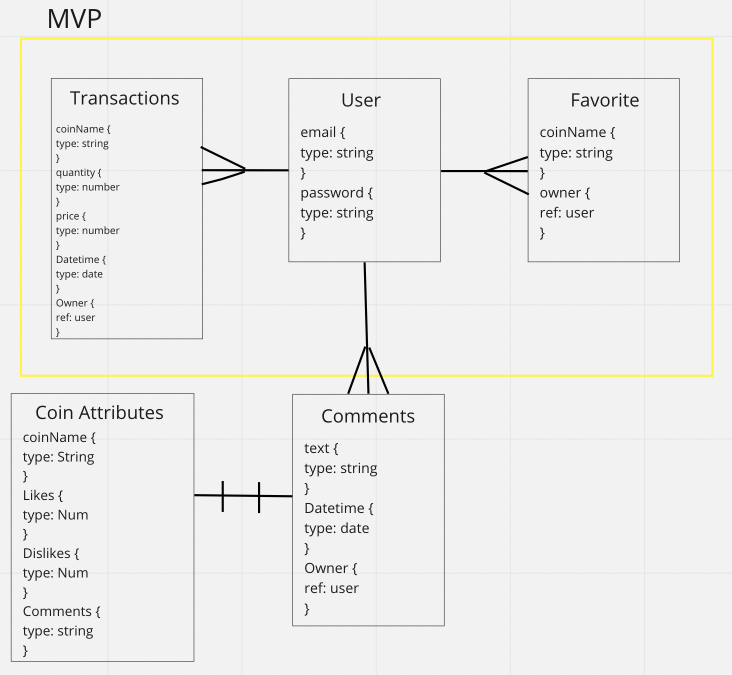 MVP
Transactions
coinName {
type: string
}
quantity {
type: number
}
price {
type: number
}
Datetime {
type: date
}
Owner {
ref: user
}
User
email {
type: string
}
password {
type: string
}
Favorite
coinName {
type: string
}
owner {
ref: user
}
Coin Attributes
coinName {
type: String
}
Likes {
type: Num
}
Dislikes {
type: Num
}
Comments {
type: string
}
Comments
text {
type: string
}
Datetime {
type: date
}
Owner {
ref: user
}